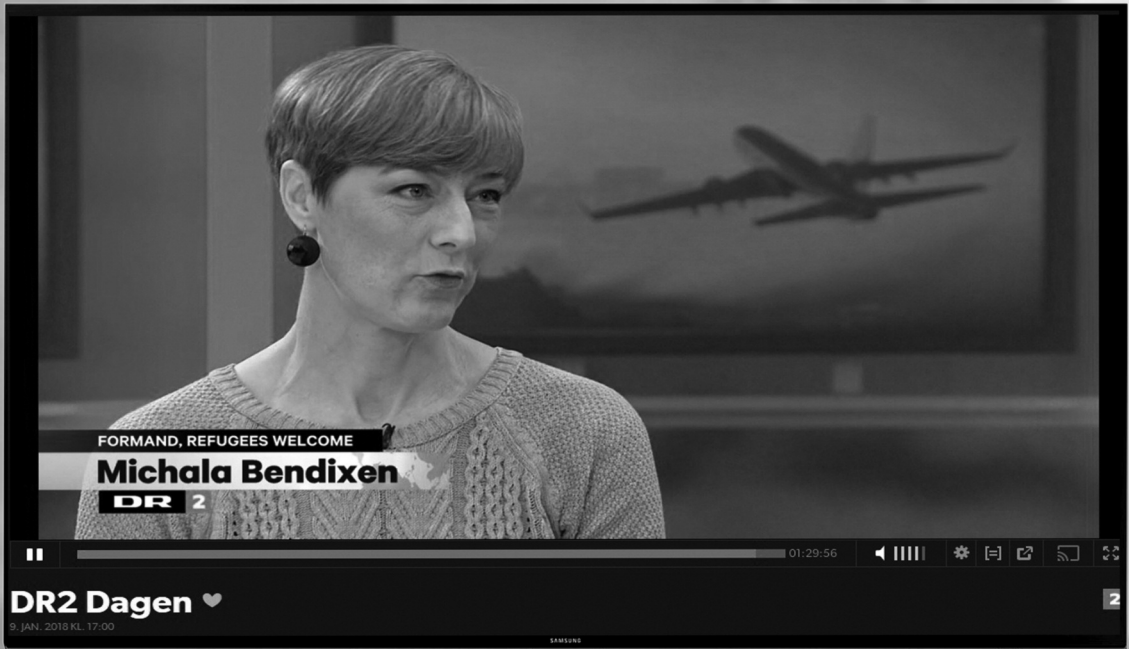 FORMAND, REFUGEES WELCOME
Michala Bendixen
DR 2
01:29:56
DR2 Dagen
2
9. JAN. 2018 KL. 17:00
SAMSUNG